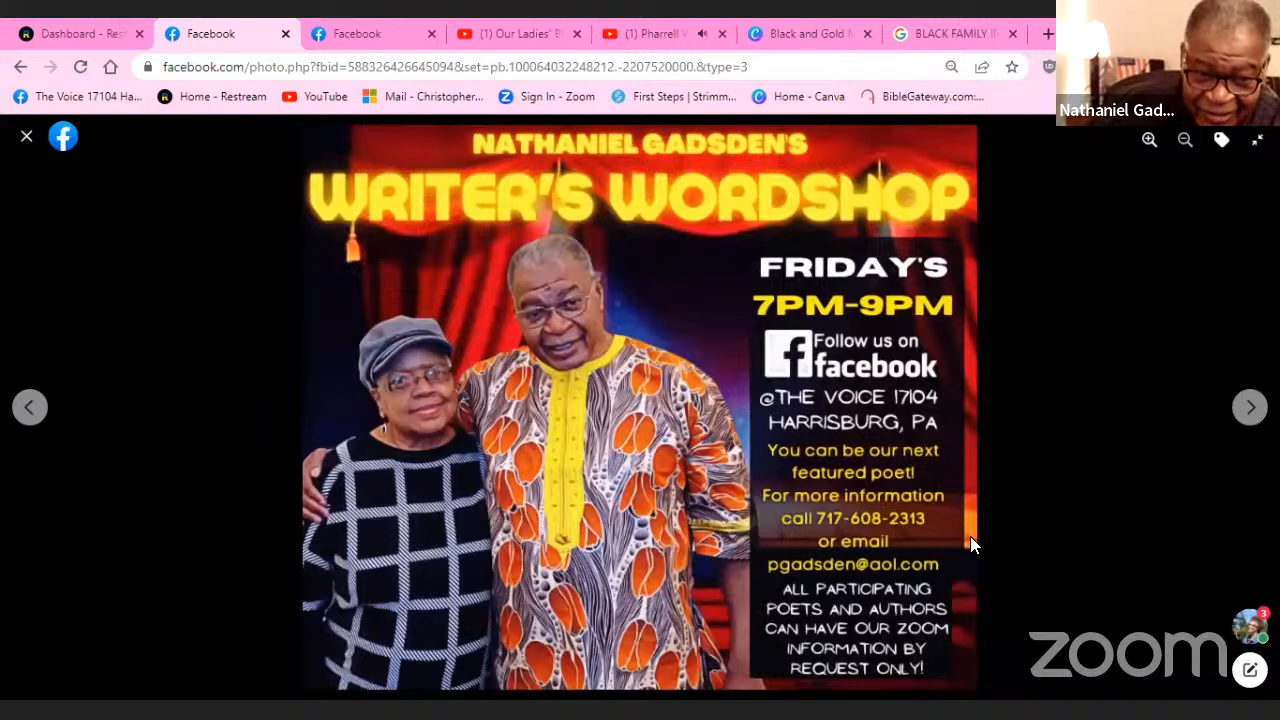 Dashboard - Res
Facebook
Facebook
(1) Our Ladies' B
(1) Pharrell V
Black and Gold M
BLACK FAMILY IN
facebook.com/photo.php?fbid=588326426645094&set=pb.100064032248212.-2207520000.&type=3
The Voice 17104 Ha...
Home - Restream
YouTube
Mail - Christopher...
Sign In - Zoom
First Steps | Strimm...
Home - Canva
BibleGateway.com:...
Nathaniel Gad...
NATHANIEL GADSDEN'S
WRITER'S WORDSHOP
FRIDAY'S
7PM-9PM
Follow us on
facebook
@THE VOICE 17104
HARRISBURG, PA
You can be our next
featured poet!
For more information
call 717-608-2313
or email
pgadsden@aol.com
ALL PARTICIPATING
POETS AND AUTHORS
CAN HAVE OUR ZOOM
INFORMATION BY
REQUEST ONLY!
3
zoom